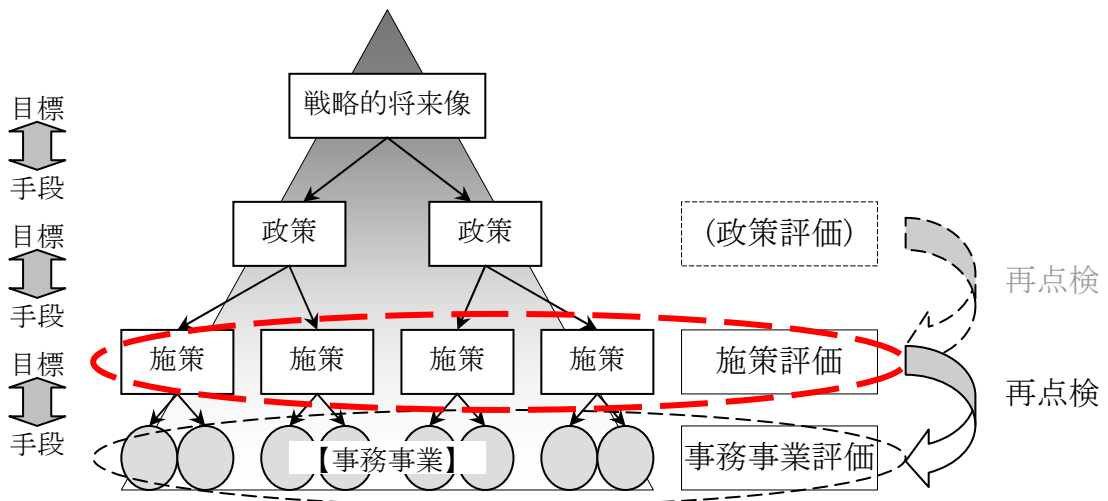 目標
手段
目標
手段
目標
手段
戦略的将来像
政策
政策
(政策評価)
再点検
施策
施策
施策
施策
施策評価
再点検
【事務事業】
事務事業評価